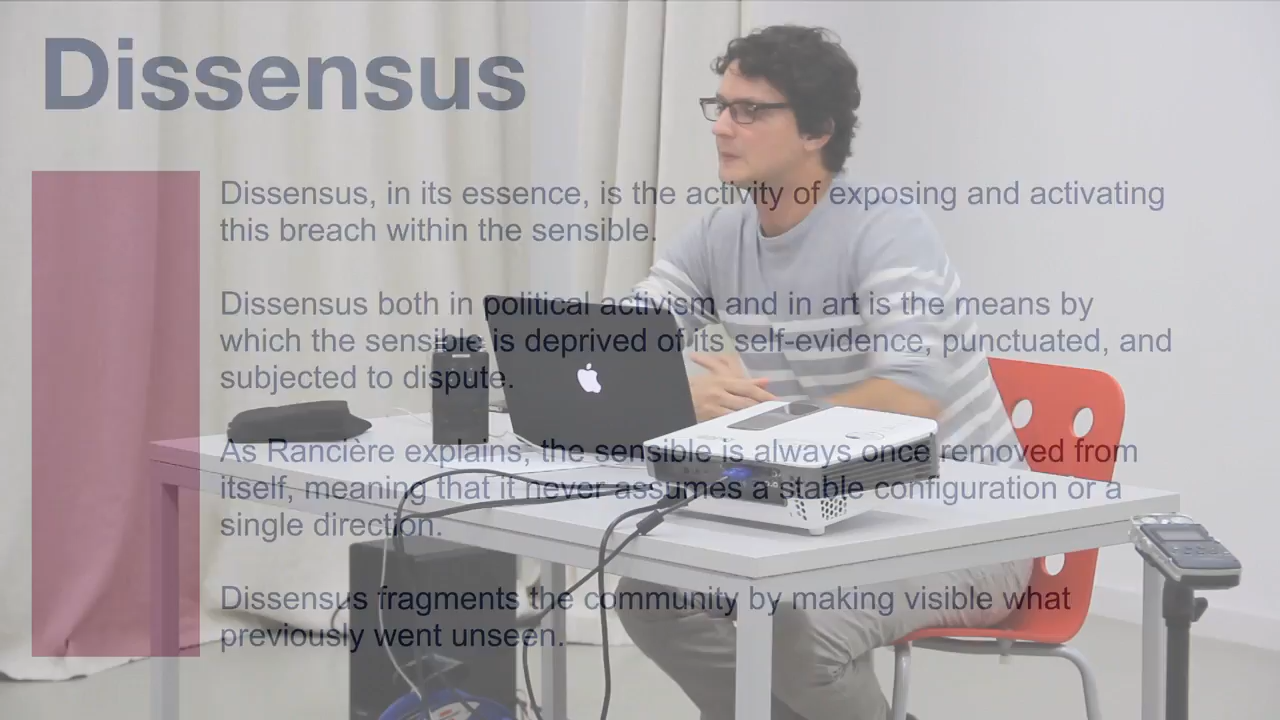 Dissensus
Dissensus, in its essence, is the activity of exposing and activating
this breach within the sensible.
Dissensus both in political activism and in art is the means by
which the sensible is deprived of its self-evidence, punctuated, and
subjected to dispute.
As Rancière explains, the sensible is always once removed from
itself, meaning that it never assumes a stable configuration or a
single direction.
Dissensus fragments the community by making visible what
previously went unseen.